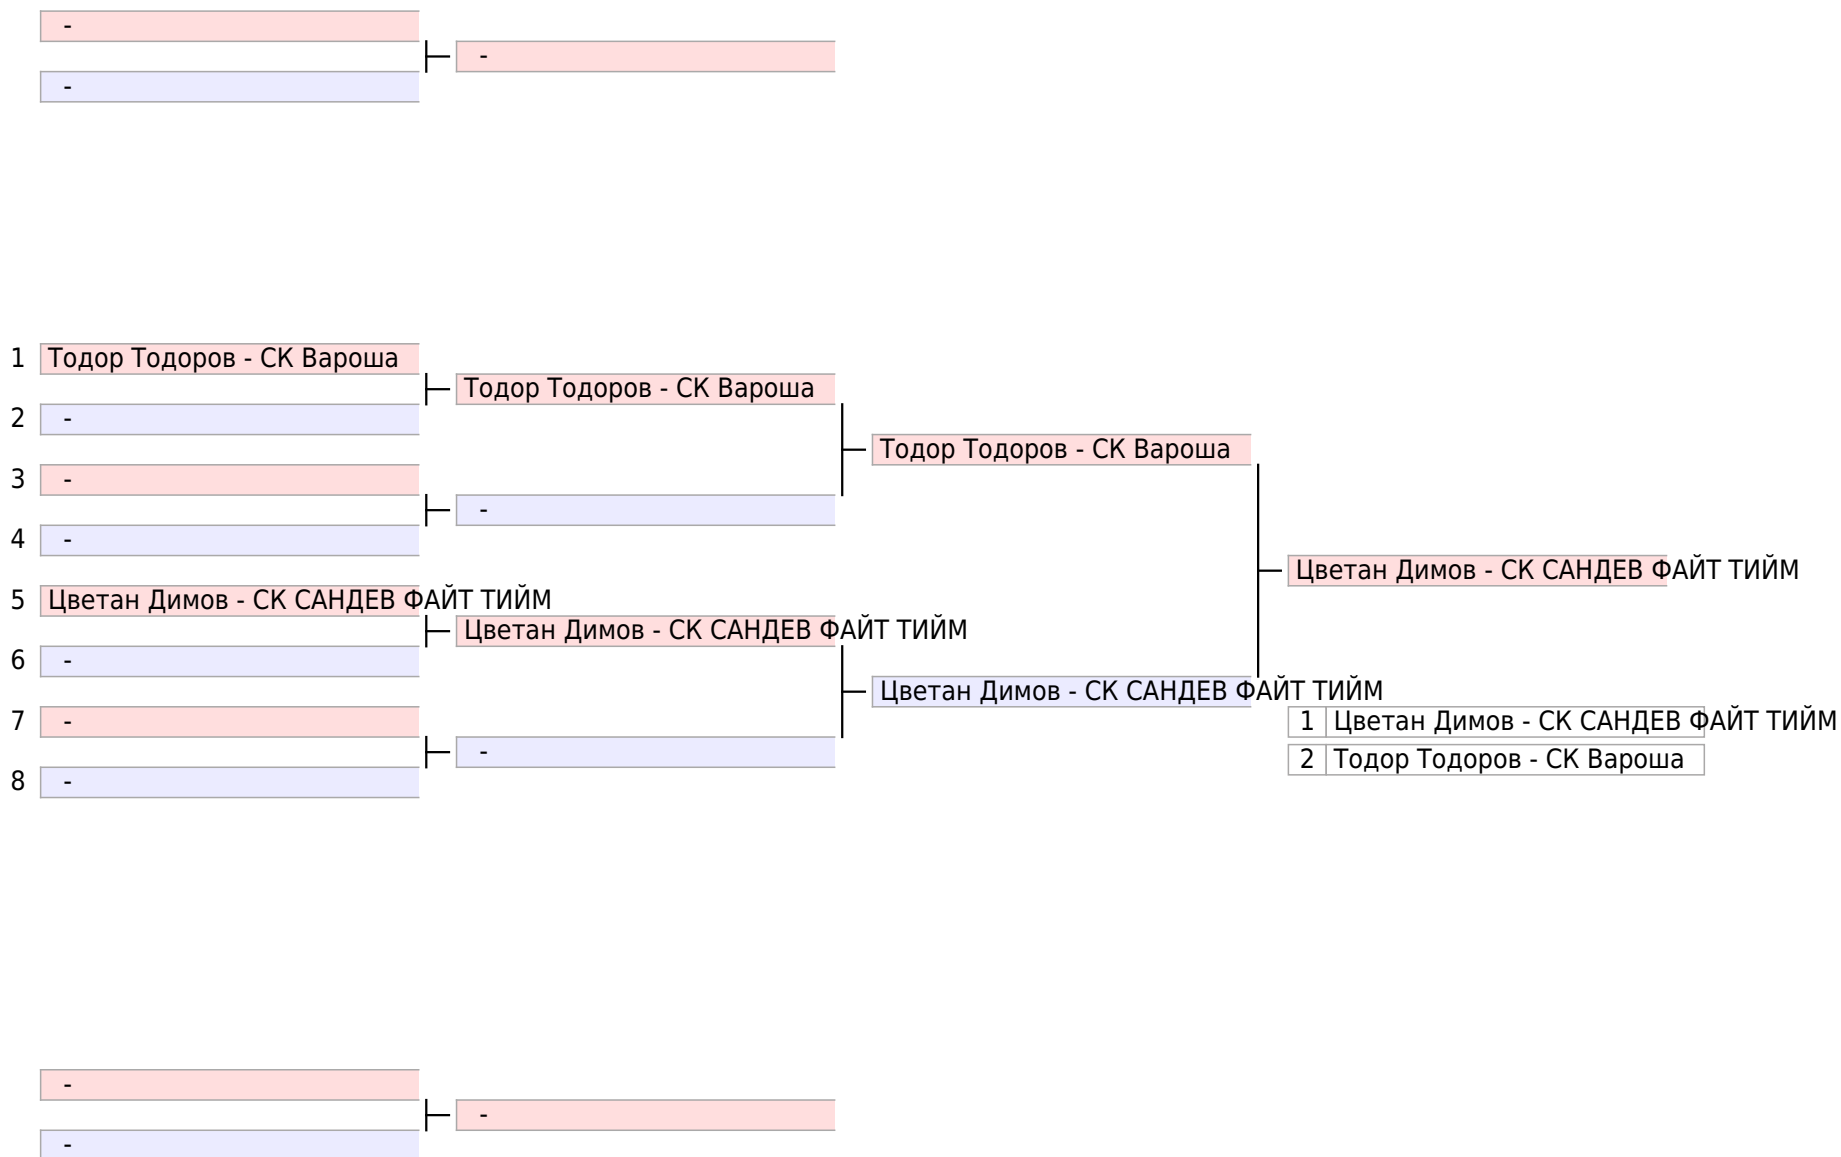 -
-
-
1 Тодор Тодоров - СК Вароша
Тодор Тодоров - СК Вароша
2 -
Тодор Тодоров - СК Вароша
3 -
-
4 -
Цветан Димов - СК САНДЕВ ФАЙТ ТИЙМ
5 Цветан Димов - СК САНДЕВ ФАЙТ ТИЙМ
Цветан Димов - СК САНДЕВ ФАЙТ ТИЙМ
6 -
Цветан Димов - СК САНДЕВ ФАЙТ ТИЙМ
7 -
1 Цветан Димов - СК САНДЕВ ФАЙТ ТИЙМ
-
2 Тодор Тодоров - СК Вароша
8 -
-
-
-